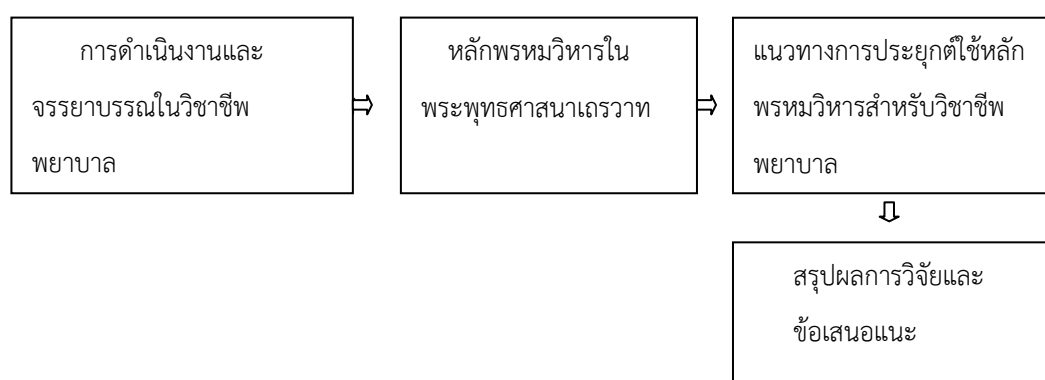 การดำเนินงานและ
จรรยาบรรณในวิชาชีพ
พยาบาล
หลักพรหมวิหารใน
พระพุทธศาสนาเถรวาท
แนวทางการประยุกต์ใช้หลัก
พรหมวิหารสำหรับวิชาชีพ
พยาบาล
สรุปผลการวิจัยและ
ข้อเสนอแนะ